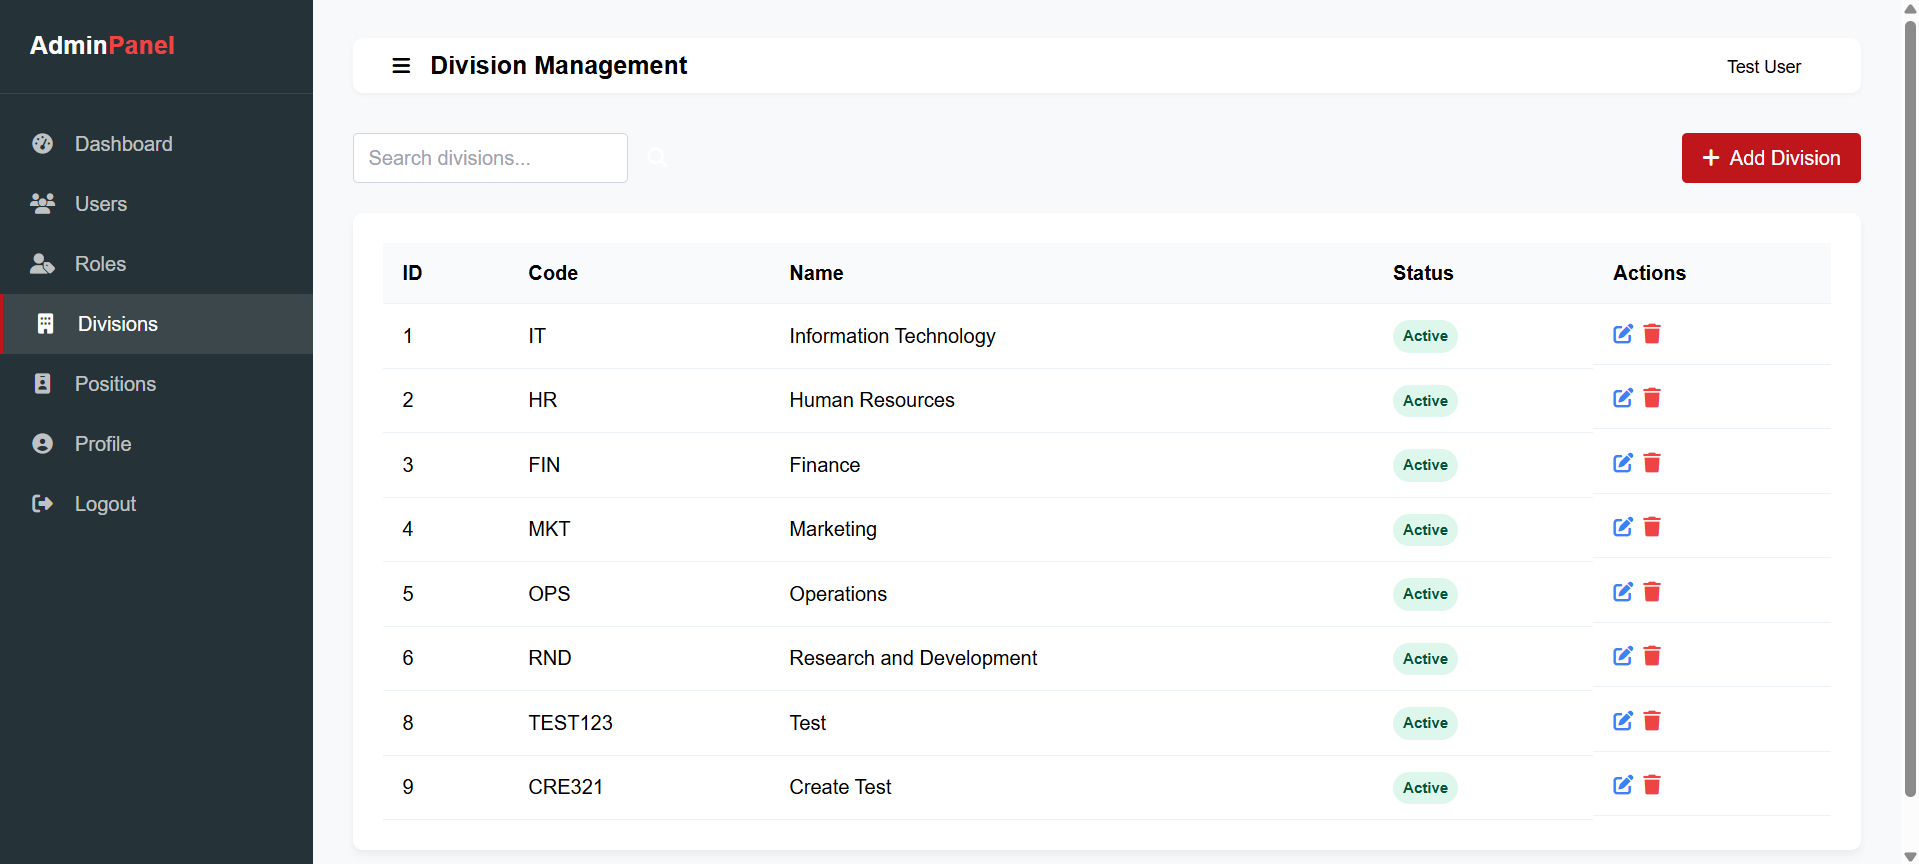 AdminPanel
Dashboard
Users
Roles
Divisions
Positions
Profile
Logout
Division Management
Test User
Search divisions...
Add Division
ID Code Name Status Actions
1 IT Information Technology Active
2 HR Human Resources Active
3 FIN Finance Active
4 MKT Marketing Active
5 OPS Operations Active
6 RND Research and Development Active
8 TEST123 Test Active
9 CRE321 Create Test Active